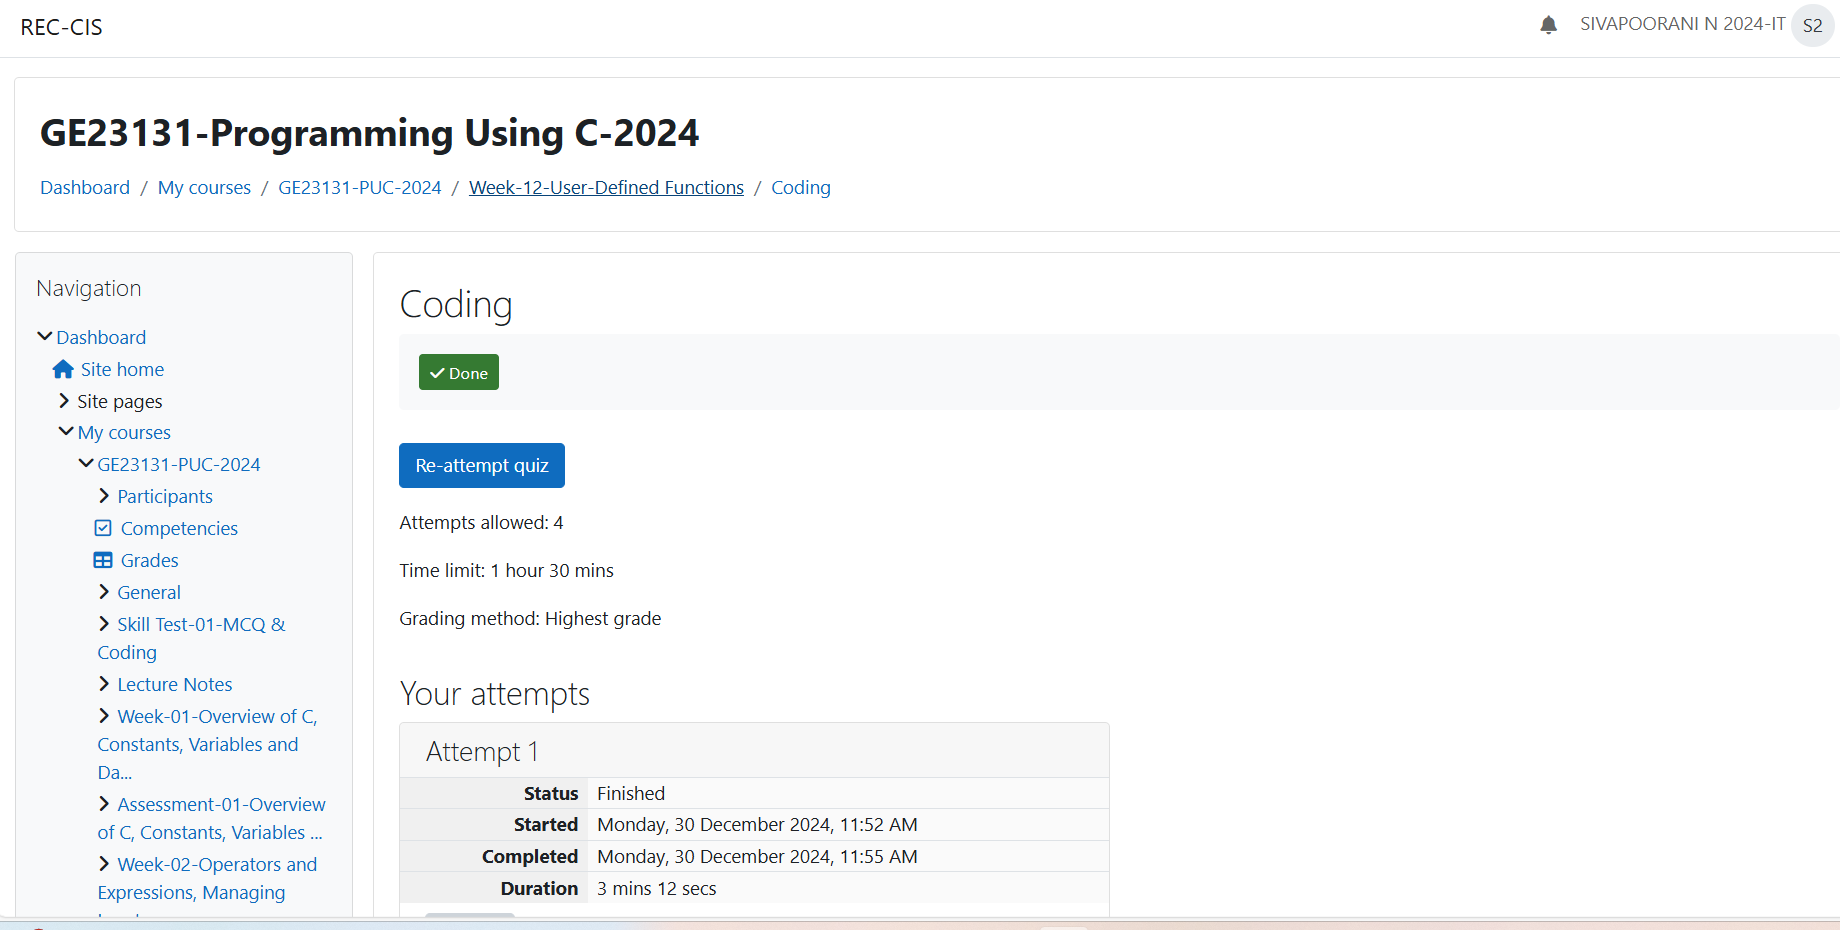 REC-CIS
SIVAPOORANI N 2024-IT S2
GE23131-Programming Using C-2024
Dashboard / My courses / GE23131-PUC-2024 / Week-12-User-Defined Functions / Coding
Navigation
Dashboard
Site home
Site pages
My courses
GE23131-PUC-2024
Participants
Competencies
Grades
General
Skill Test-01-MCQ &
Coding
Lecture Notes
Week-01-Overview of C,
Constants, Variables and
Da...
Assessment-01-Overview
of C, Constants, Variables ...
Week-02-Operators and
Expressions, Managing
Coding
Done
Re-attempt quiz
Attempts allowed: 4
Time limit: 1 hour 30 mins
Grading method: Highest grade
Your attempts
Attempt 1
Status Finished
Started Monday, 30 December 2024, 11:52 AM
Completed Monday, 30 December 2024, 11:55 AM
Duration 3 mins 12 secs